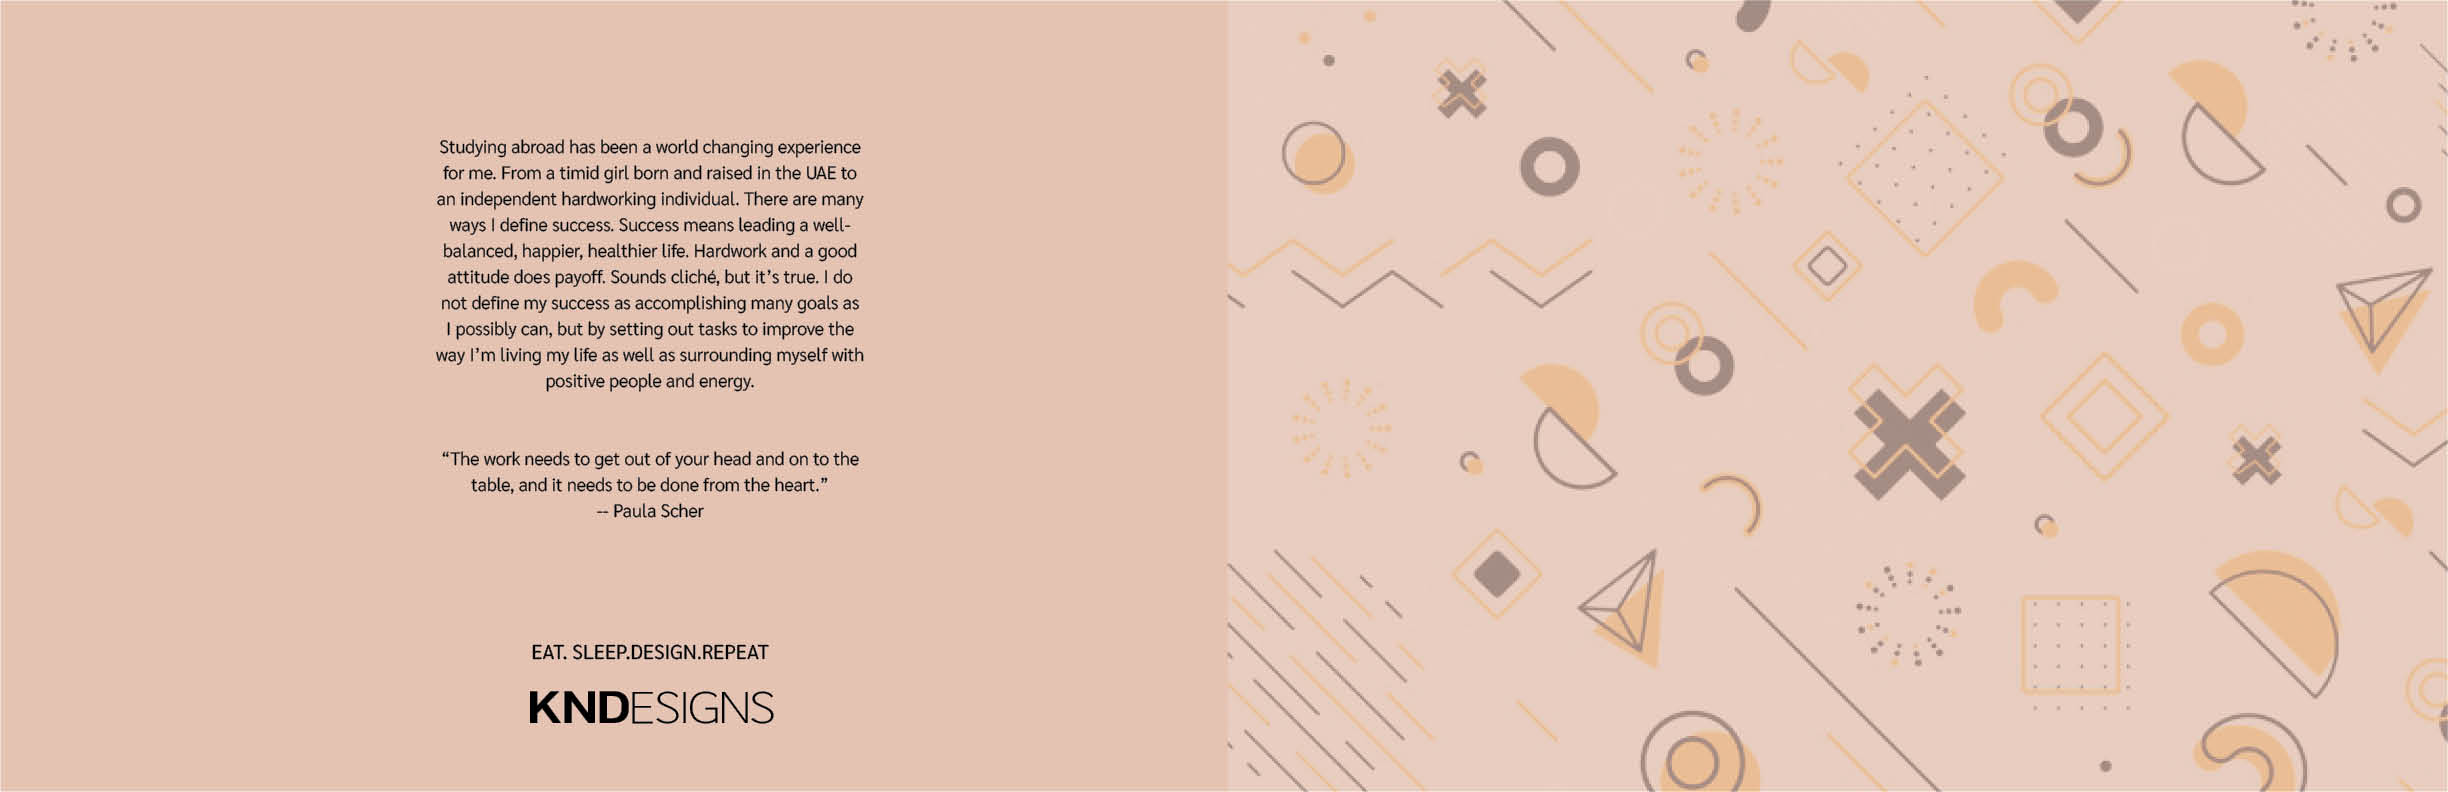 Studying abroad has been a world changing experience
for me. From a timid girl born and raised in the UAE to
an independent hardworking individual. There are many
ways I define success. Success means leading a well-
balanced, happier, healthier life. Hardwork and a good
attitude does payoff. Sounds cliché, but it’s true. I do
not define my success as accomplishing many goals as
I possibly can, but by setting out tasks to improve the
way I’m living my life as well as surrounding myself with
positive people and energy.
“The work needs to get out of your head and on to the
table, and it needs to be done from the heart.”
-- Paula Scher
EAT. SLEEP.DESIGN.REPEAT
KNDESIGNS